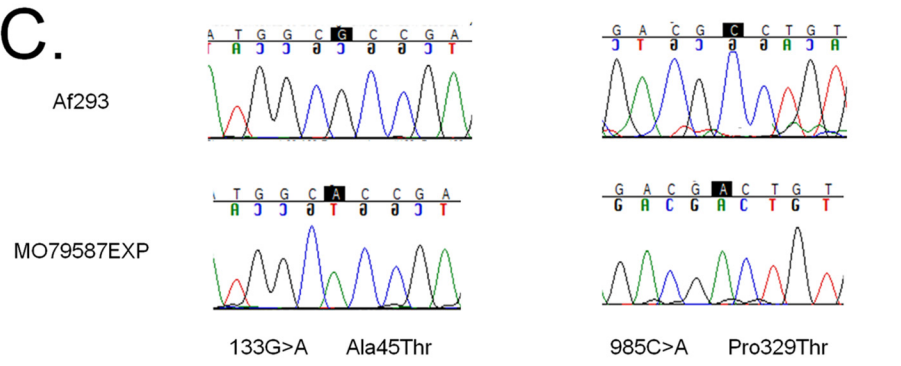 C.
A T G G C G C C G A
T A C C G C G G C T
G A C G C C T G T
C T G C G G A C A
Af293
T G G C A C C G A
A C C G T G G C T
G A C G A C T G T
G A C G A C T G T
MO79587EXP
133G>A Ala45Thr
985C>A Pro329Thr